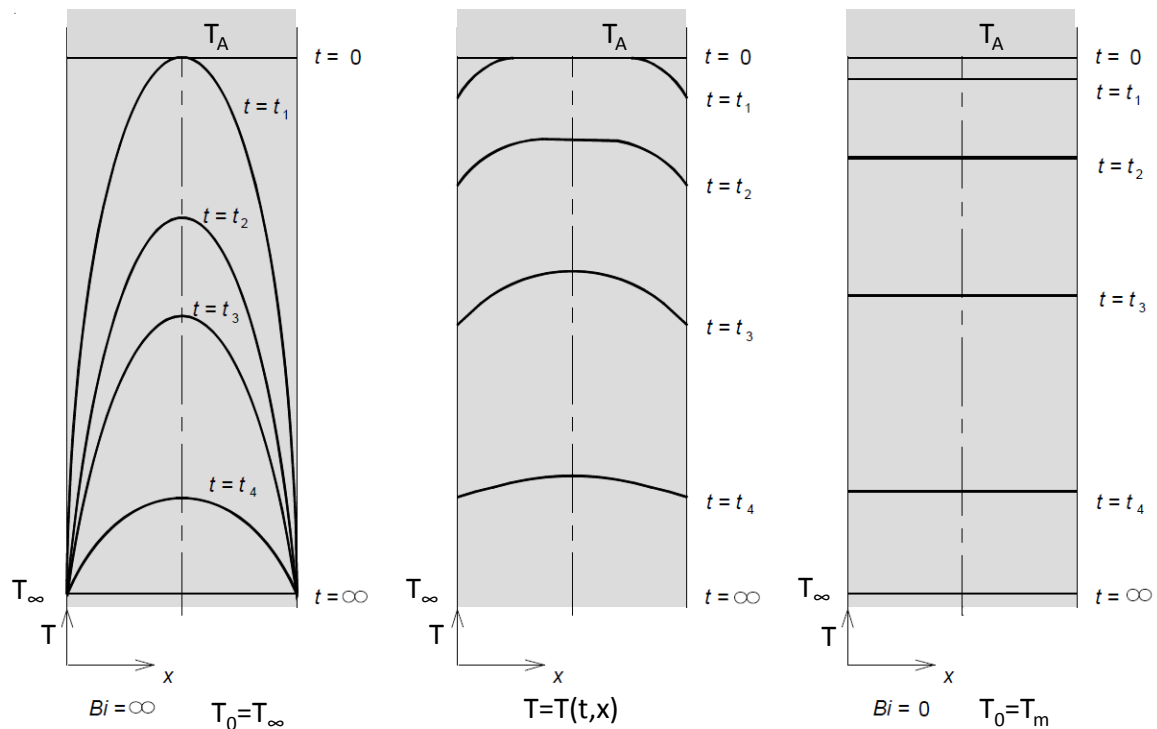 T_A
t = 0
t = t_1
t = t_2
t = t_3
t = t_4
T_∞
t = ∞
T
x
Bi = ∞ T_0=T_∞
T_A
t = 0
t = t_1
t = t_2
t = t_3
t = t_4
T_∞
t = ∞
T
x
T=T(t,x)
T_A
t = 0
t = t_1
t = t_2
t = t_3
t = t_4
T_∞
t = ∞
T
x
Bi = 0 T_0=T_m